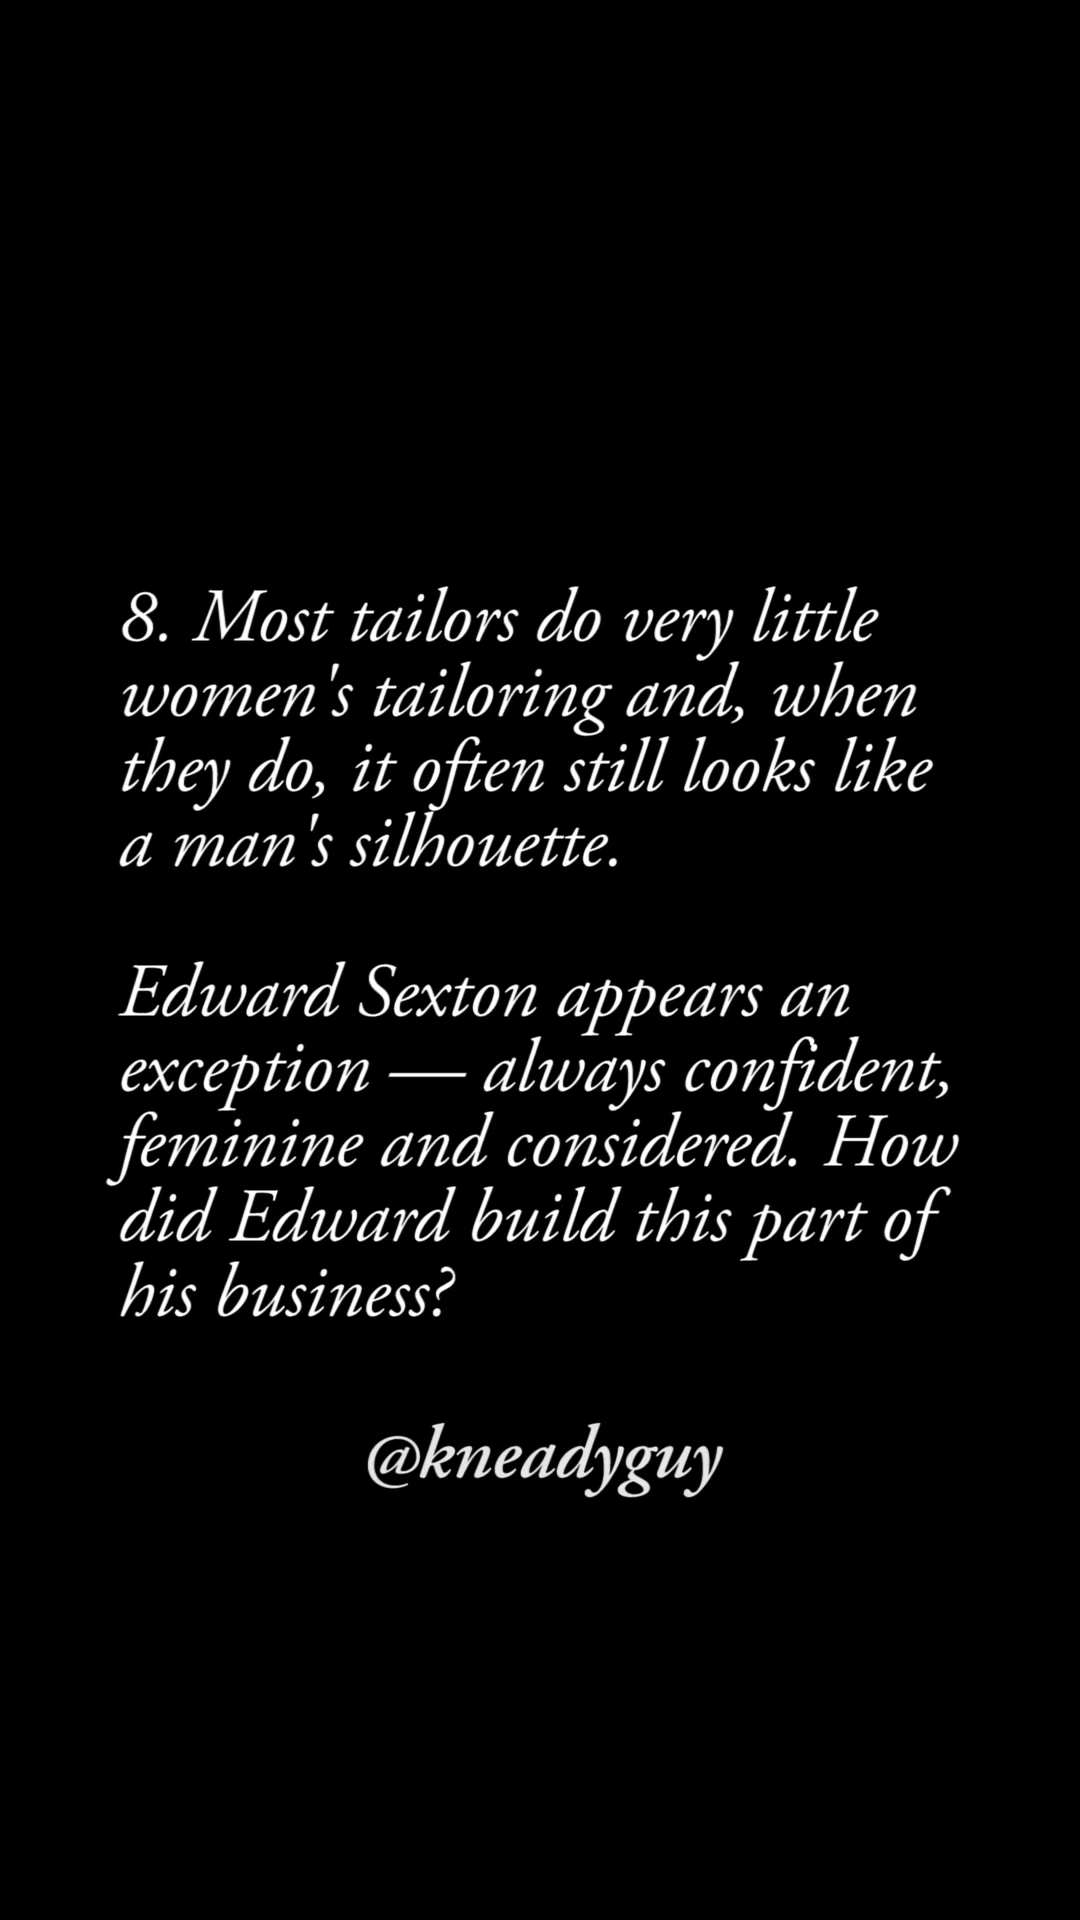 8. Most tailors do very little
women's tailoring and, when
they do, it often still looks like
a man's silhouette.
Edward Sexton appears an
exception — always confident,
feminine and considered. How
did Edward build this part of
his business?
@kneadyguy